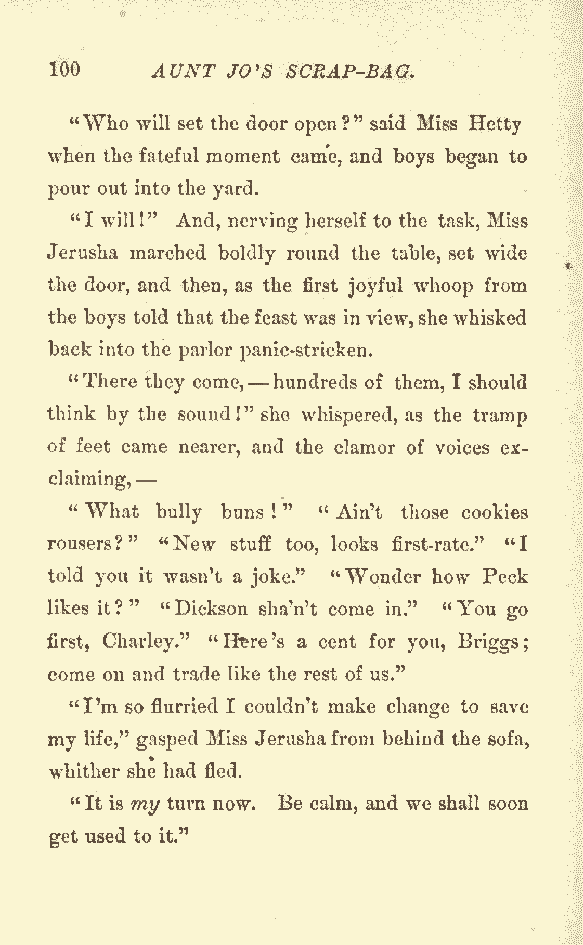 100 AUNT JO'S SCRAP-BAG.
"Who will set the door open?" said Miss Hetty
when the fateful moment came, and boys began to
pour out into the yard.
"I will!" And, nerving herself to the task, Miss
Jerusha marched boldly round the table, set wide
the door, and then, as the first joyful whoop from
the boys told that the feast was in view, she whisked
back into the parlor panic-stricken.
"There they come,—hundreds of them, I should
think by the sound!" she whispered, as the tramp
of feet came nearer, and the clamor of voices ex-
claiming,—
"What bully buns!" "Ain't those cookies
rousers?" "New stuff too, looks first-rate." "I
told you it wasn't a joke." "Wonder how Peck
likes it?" "Dickson sha'n't come in." "You go
first, Charley." "Here's a cent for you, Briggs;
come on and trade like the rest of us."
"I'm so flurried I couldn't make change to save
my life," gasped Miss Jerusha from behind the sofa,
whither she had fled.
"It is my turn now. Be calm, and we shall soon
get used to it."